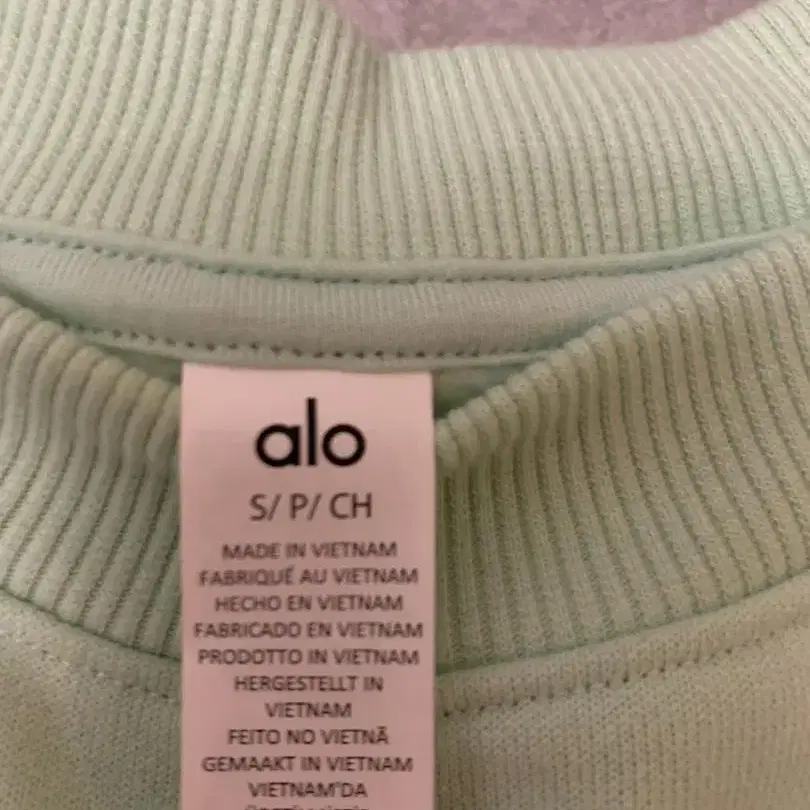 alo
S/ P/ CH
MADE IN VIETNAM
FABRIQUÉ AU VIETNAM
HECHO EN VIETNAM
FABRICADO EN VIETNAM
PRODOTTO IN VIETNAM
HERGESTELLT IN
VIETNAM
FEITO NO VIETNÃ
GEMAAKT IN VIETNAM
VIETNAM'DA